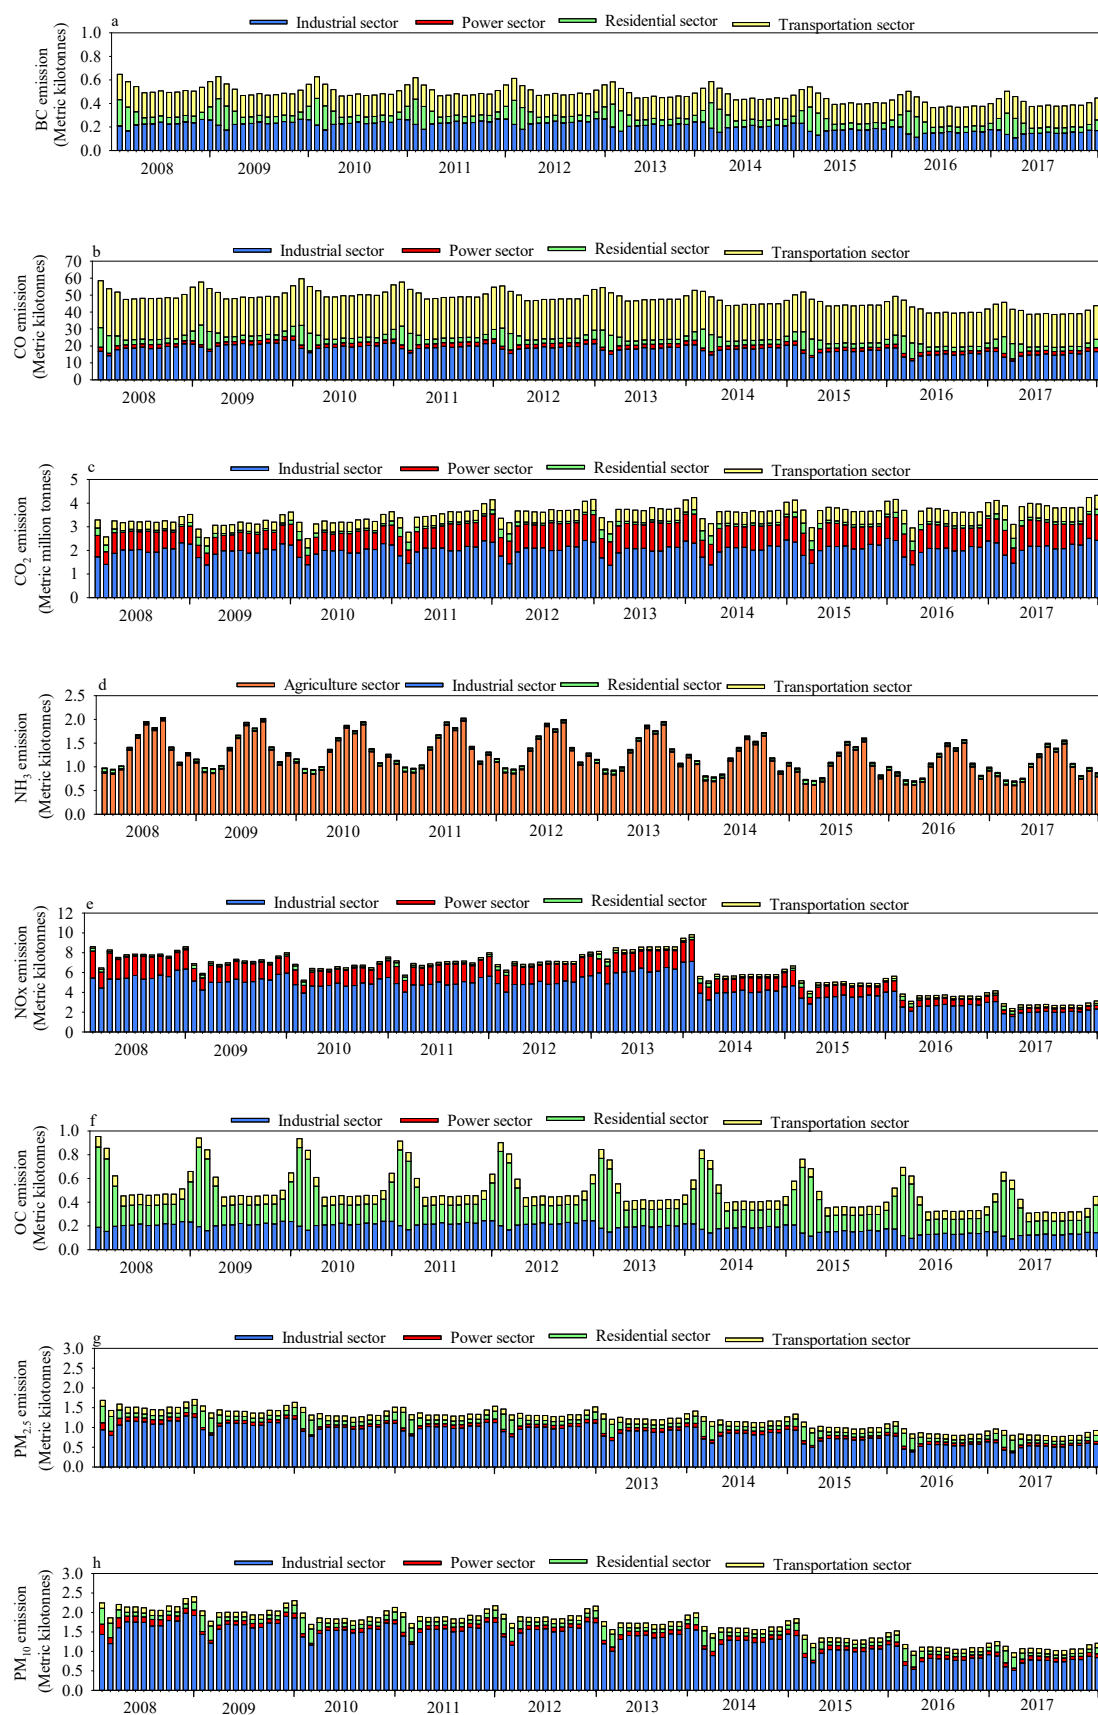 a
Industrial sector Power sector Residential sector Transportation sector
BC emission
(Metric kilotonnes)
1.0
0.8
0.6
0.4
0.2
0.0
2008 2009 2010 2011 2012 2013 2014 2015 2016 2017
b
Industrial sector Power sector Residential sector Transportation sector
CO emission
(Metric kilotonnes)
70
60
50
40
30
20
10
0
2008 2009 2010 2011 2012 2013 2014 2015 2016 2017
c
Industrial sector Power sector Residential sector Transportation sector
CO2 emission
(Metric million tonnes)
5
4
3
2
1
0
2008 2009 2010 2011 2012 2013 2014 2015 2016 2017
d
Agriculture sector Industrial sector Residential sector Transportation sector
NH3 emission
(Metric kilotonnes)
2.5
2.0
1.5
1.0
0.5
0.0
2008 2009 2010 2011 2012 2013 2014 2015 2016 2017
e
Industrial sector Power sector Residential sector Transportation sector
NOx emission
(Metric kilotonnes)
12
10
8
6
4
2
0
2008 2009 2010 2011 2012 2013 2014 2015 2016 2017
f
Industrial sector Power sector Residential sector Transportation sector
OC emission
(Metric kilotonnes)
1.0
0.8
0.6
0.4
0.2
0.0
2008 2009 2010 2011 2012 2013 2014 2015 2016 2017
g
Industrial sector Power sector Residential sector Transportation sector
PM2.5 emission
(Metric kilotonnes)
3.0
2.5
2.0
1.5
1.0
0.5
0.0
2013 2014 2015 2016 2017
h
Industrial sector Power sector Residential sector Transportation sector
PM10 emission
(Metric kilotonnes)
3.0
2.5
2.0
1.5
1.0
0.5
0.0
2008 2009 2010 2011 2012 2013 2014 2015 2016 2017